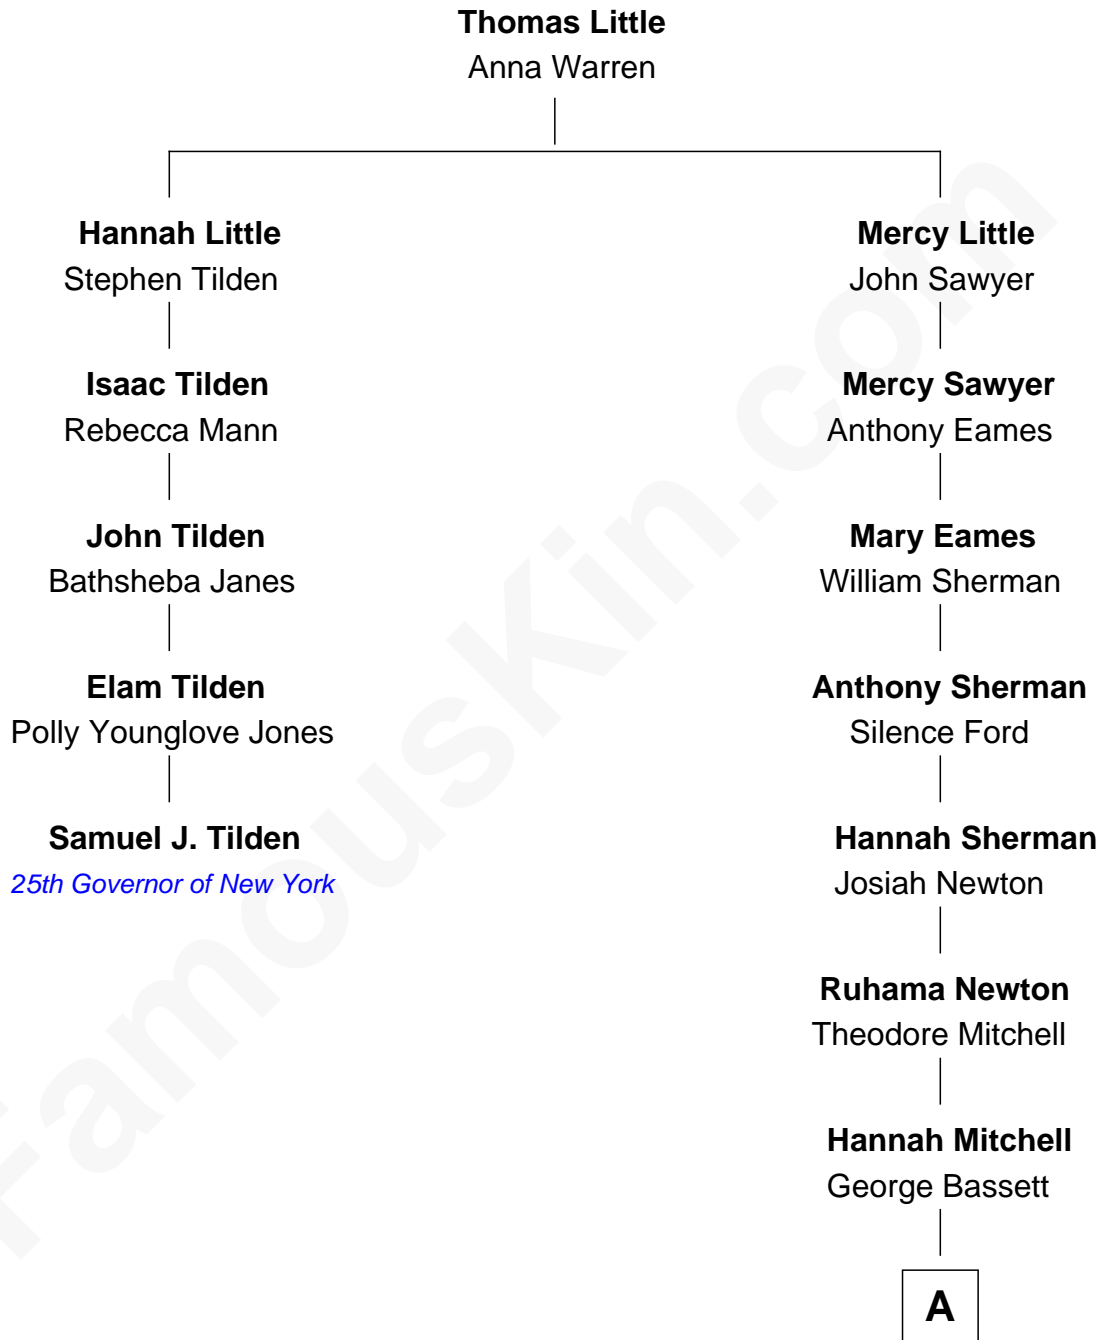 Thomas Little
Anna Warren
Hannah Little
Stephen Tilden
Mercy Little
John Sawyer
Isaac Tilden
Rebecca Mann
Mercy Sawyer
Anthony Eames
John Tilden
Bathsheba Janes
Mary Eames
William Sherman
Elam Tilden
Polly Younglove Jones
Anthony Sherman
Silence Ford
Samuel J. Tilden
25th Governor of New York
Hannah Sherman
Josiah Newton
Ruhama Newton
Theodore Mitchell
Hannah Mitchell
George Bassett
A
FamousKin.com